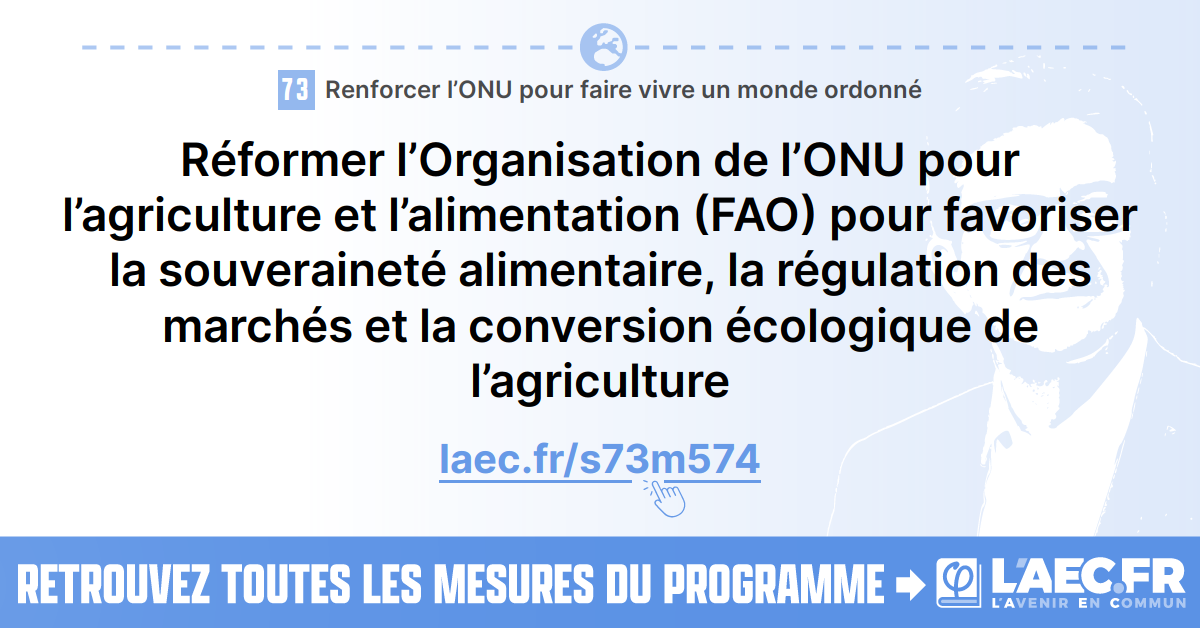 73 Renforcer l’ONU pour faire vivre un monde ordonné
Réformer l’Organisation de l’ONU pour
l’agriculture et l’alimentation (FAO) pour favoriser
la souveraineté alimentaire, la régulation des
marchés et la conversion écologique de
l’agriculture
laec.fr/s73m574
RETROUVEZ TOUTES LES MESURES DU PROGRAMME
L'AEC.FR
L'AVENIR EN COMMUN